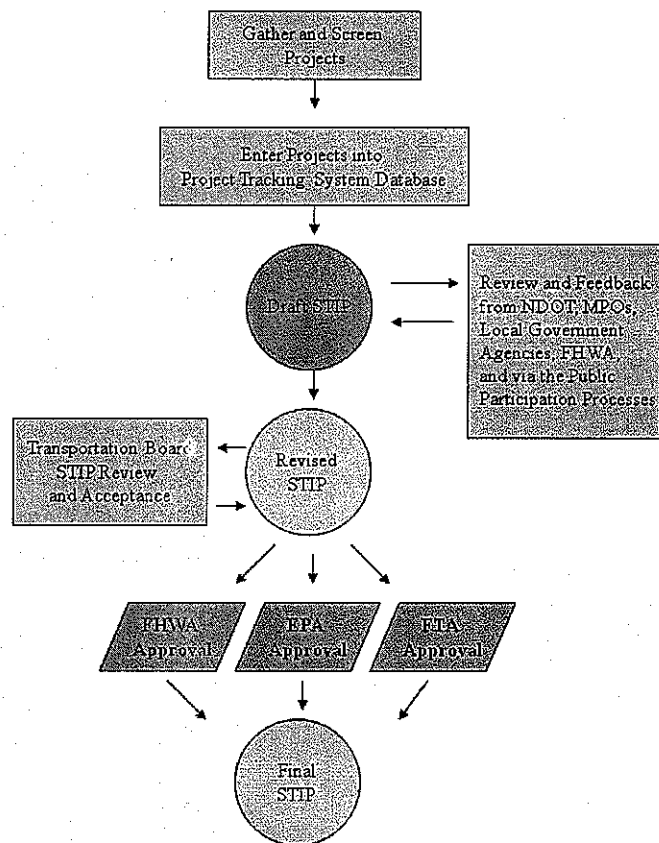 Gather and Screen
Projects
Enter Projects into
Project Tracking System Database
Draft STIP
Review and Feedback
from NDOT, MPOs,
Local Government
Agencies, FHWA,
and via the Public
Participation Processes
Transportation Board
STIP Review
and Acceptance
Revised
STIP
FHWA
Approval
EPA
Approval
FTA
Approval
Final
STIP